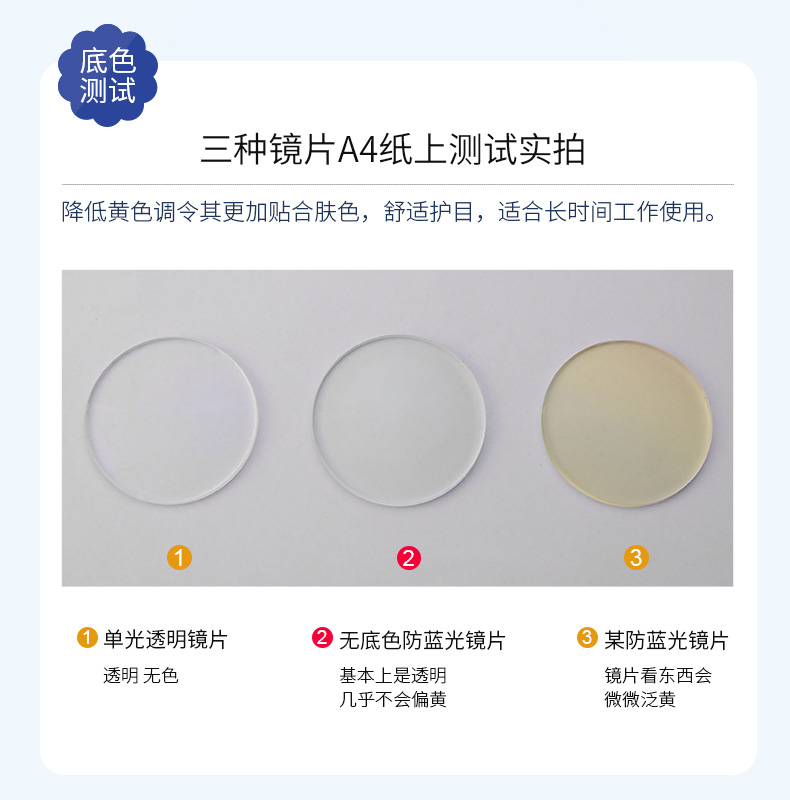 底色
测试
三种镜片A4纸上测试实拍
降低黄色调令其更加贴合肤色，舒适护目，适合长时间工作使用。
1
2
3
1 单光透明镜片
透明 无色
2 无底色防蓝光镜片
基本上是透明
几乎不会偏黄
3 某防蓝光镜片
镜片看东西会
微微泛黄